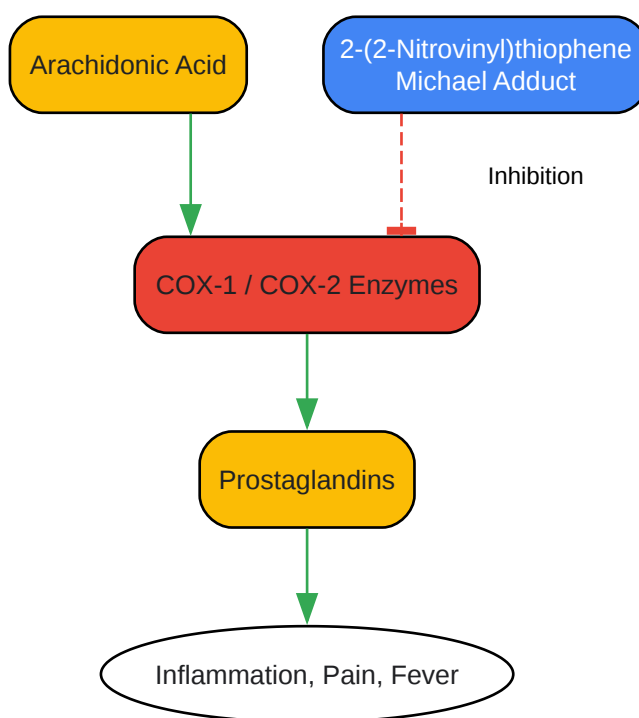 Arachidonic Acid
2-(2-Nitrovinyl)thiophene
Michael Adduct
Inhibition
COX-1 / COX-2 Enzymes
Prostaglandins
Inflammation, Pain, Fever